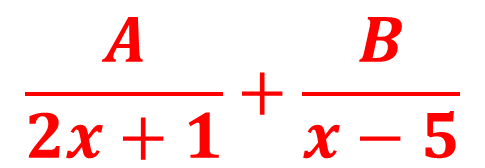 A/(2x + 1) + B/(x − 5)